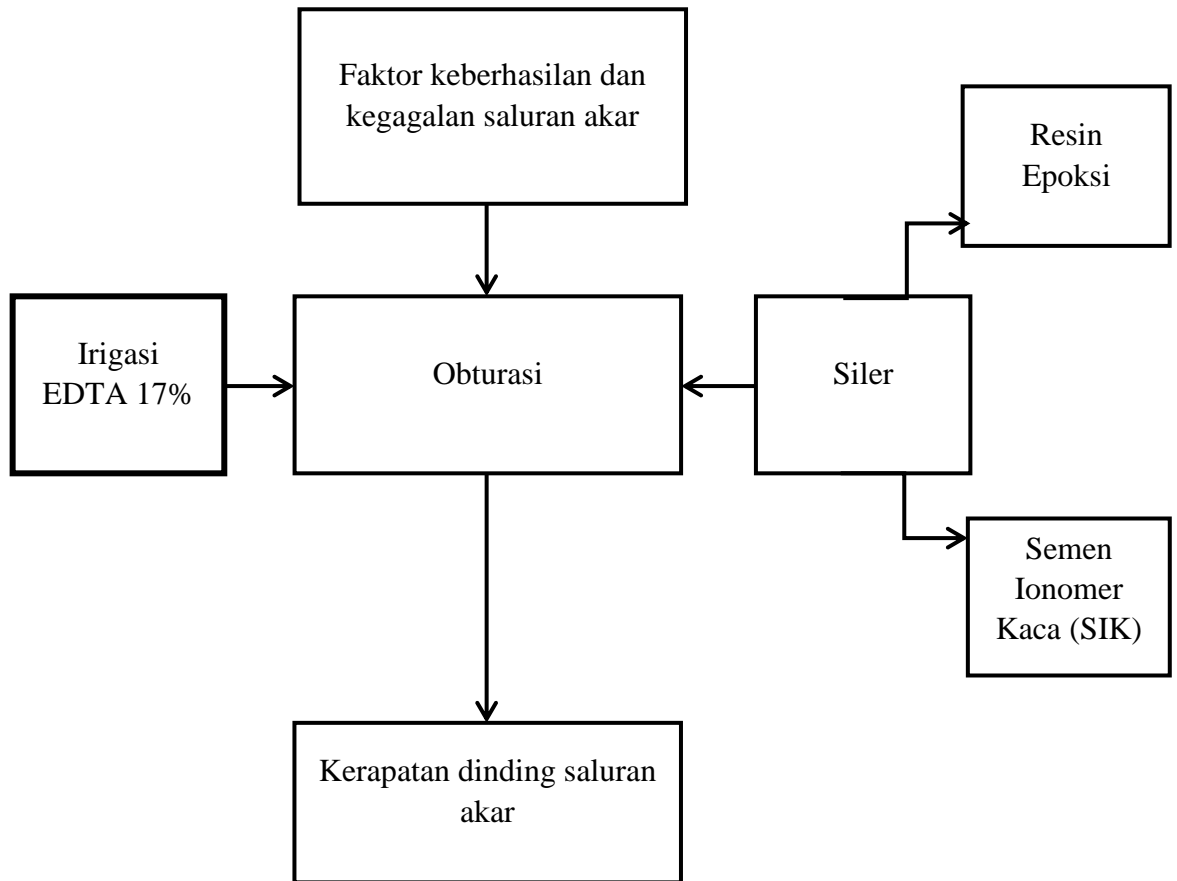 Faktor keberhasilan dan
kegagalan saluran akar
Resin
Epoksi
Irigasi
EDTA 17%
Obturasi
Siler
Semen
Ionomer
Kaca (SIK)
Kerapatan dinding saluran
akar